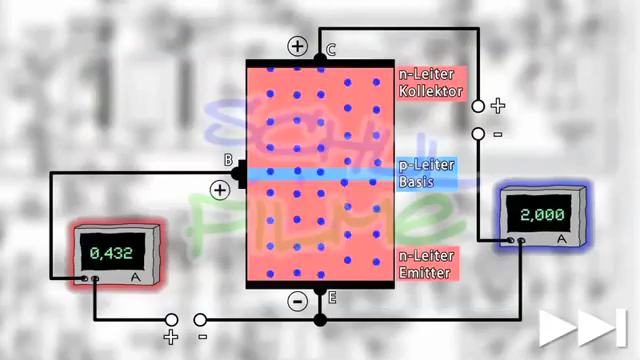 +
C
n-Leiter
Kollektor
+
-
B
p-Leiter
Basis
+
SCHUL
FILME
2,000
A
0,432
A
n-Leiter
Emitter
-
E
+
-